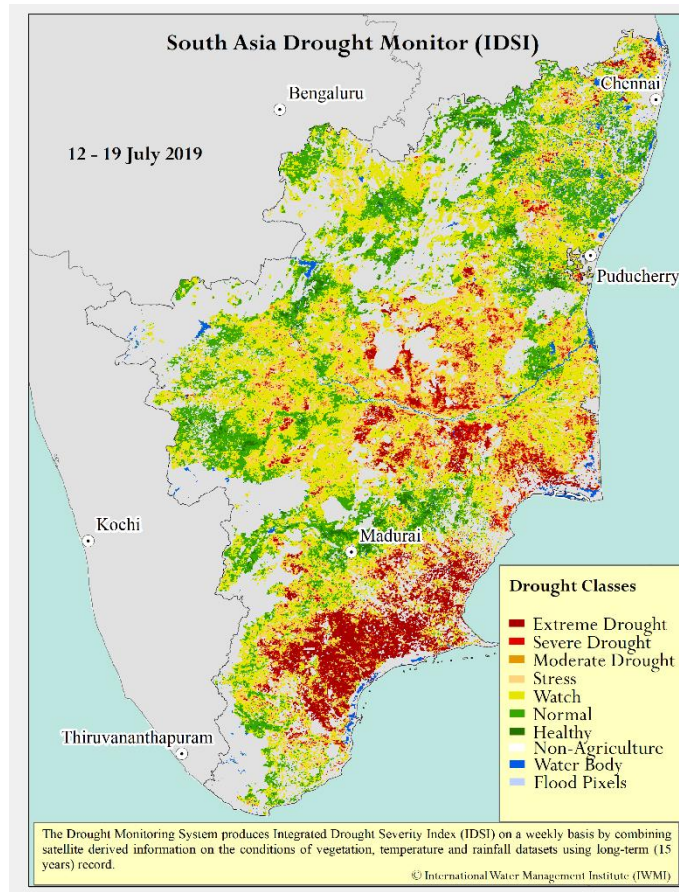 South Asia Drought Monitor (IDSI)
Bengaluru
Chennai
12 - 19 July 2019
Puducherry
Kochi
Madurai
Thiruvananthapuram
Drought Classes
Extreme Drought
Severe Drought
Moderate Drought
Stress
Watch
Normal
Healthy
Non-Agriculture
Water Body
Flood Pixels
The Drought Monitoring System produces Integrated Drought Severity Index (IDSI) on a weekly basis by combining
satellite derived information on the conditions of vegetation, temperature and rainfall datasets using long-term (15
years) record.
© International Water Management Institute (IWMI)